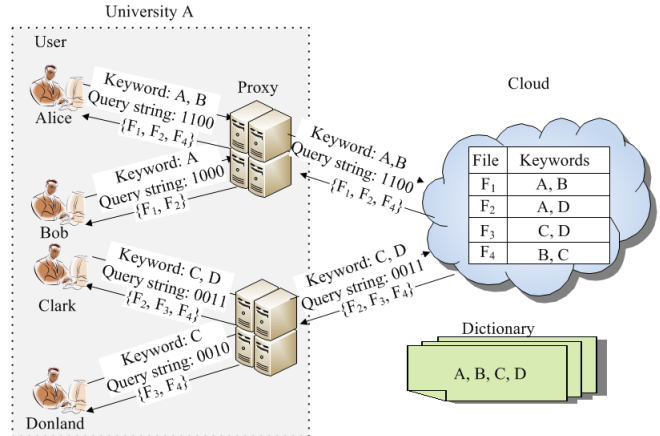 University A
User
Proxy
Cloud
Keyword: A, B
Query string: 1100
{F₁, F₂, F₄}
Alice
Keyword: A
Query string: 1000
{F₁, F₂}
Bob
Keyword: A,B
Query string: 1100
{F₁, F₂, F₄}
File Keywords
F₁ A, B
F₂ A, D
F₃ C, D
F₄ B, C
Keyword: C, D
Query string: 0011
{F₂, F₃, F₄}
Clark
Keyword: C
Query string: 0010
{F₃, F₄}
Donland
Keyword: C, D
Query string: 0011
{F₂, F₃, F₄}
Dictionary
A, B, C, D